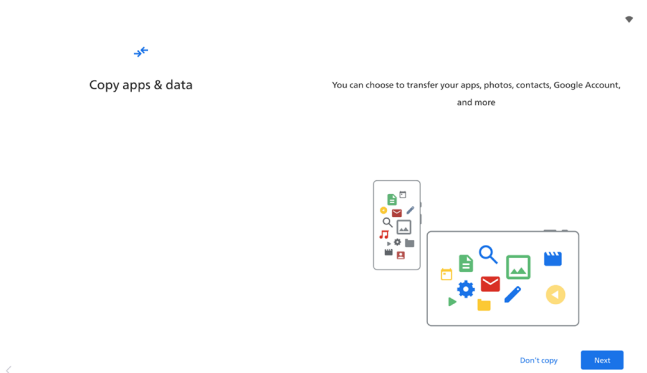 Copy apps & data
You can choose to transfer your apps, photos, contacts, Google Account,
and more
Don't copy
Next